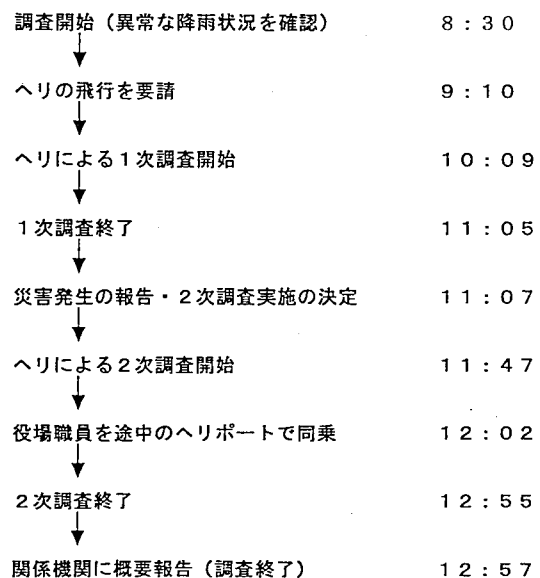 調査開始（異常な降雨状況を確認） 8：30
ヘリの飛行を要請 9：10
ヘリによる1次調査開始 10：09
1次調査終了 11：05
災害発生の報告・2次調査実施の決定 11：07
ヘリによる2次調査開始 11：47
役場職員を途中のヘリポートで同乗 12：02
2次調査終了 12：55
関係機関に概要報告（調査終了） 12：57